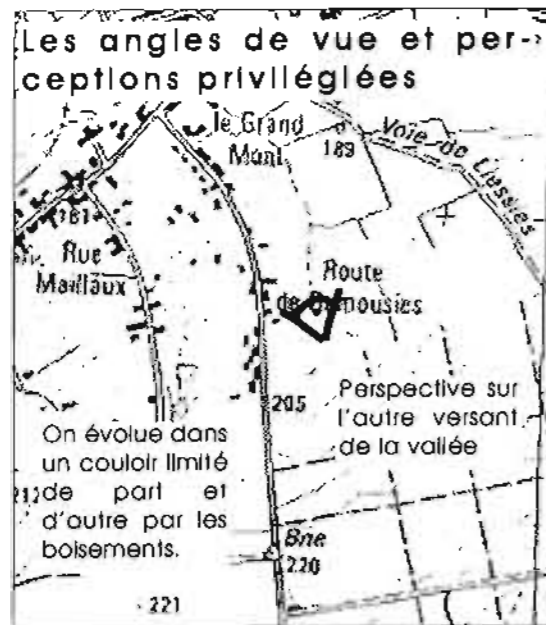 Les angles de vue et per-
ceptions privilégiées
le Grand
Mont
189
Voie de Liessies
181
Rue
Maillaux
Route
de
205
Perspective sur
l'autre versant
de la vallée
On évolue dans
un couloir limité
de part et
d'autre par les
boisements.
212
Bne
220
221